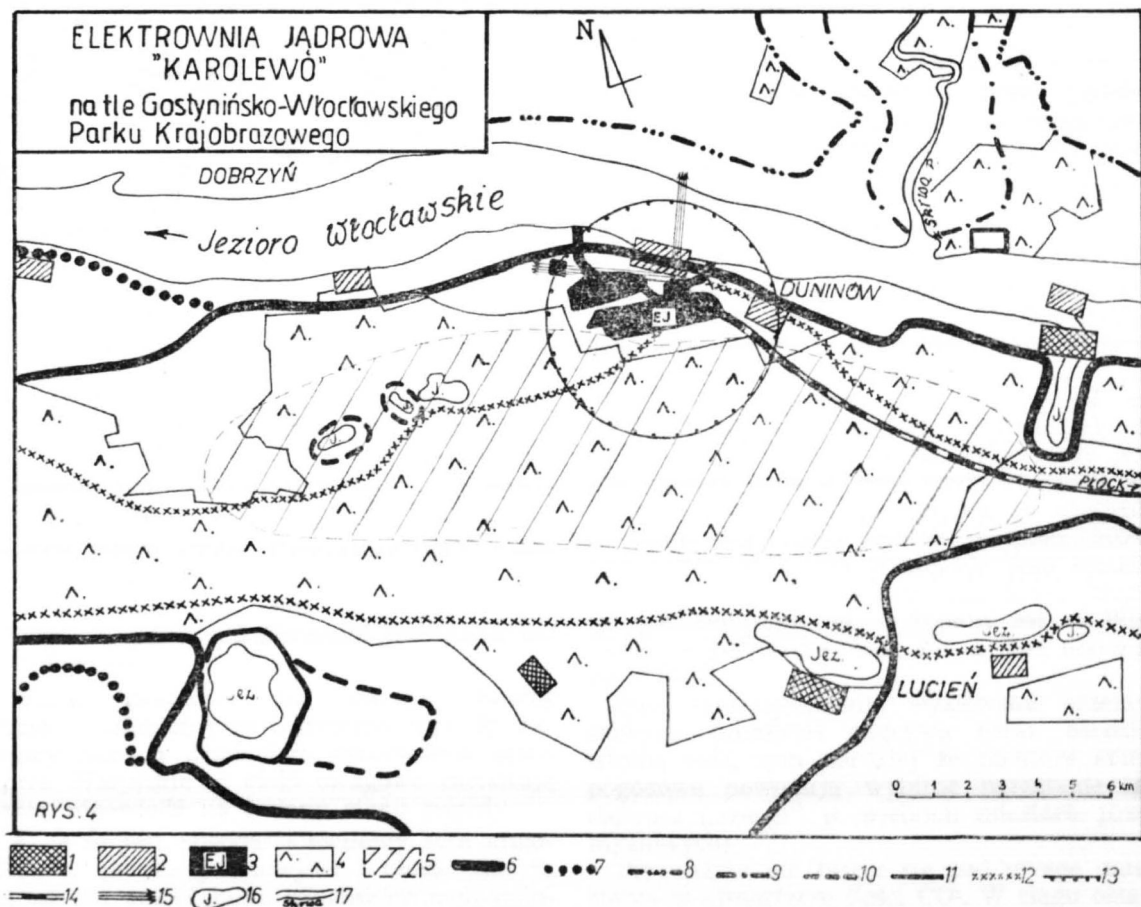 ELEKTROWNIA JĄDROWA
"KAROLEWO"
na tle Gostynińsko-Włocławskiego
Parku Krajobrazowego
N
DOBRZYŃ
Jezioro Włocławskie
SKRWA
DUNINÓW
EJ
J.
J.
J.
J.
PŁOCK
Jez.
Jez.
Jez.
J.
LUCIEŃ
0 1 2 3 4 5 6 km
RYS. 4
1 2 EJ 3 4 5 6 7 8 9 10 11 12 13
14 15 J. 16 17